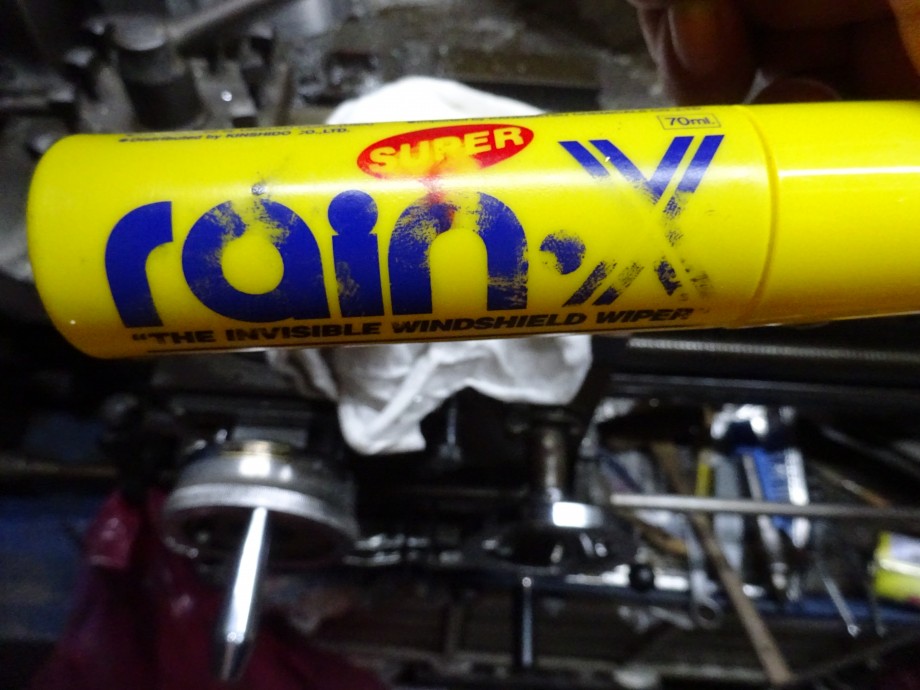 Distributed by KINSHIDO CO.,LTD.
70ml
SUPER
rain·X
"THE INVISIBLE WINDSHIELD WIPER"